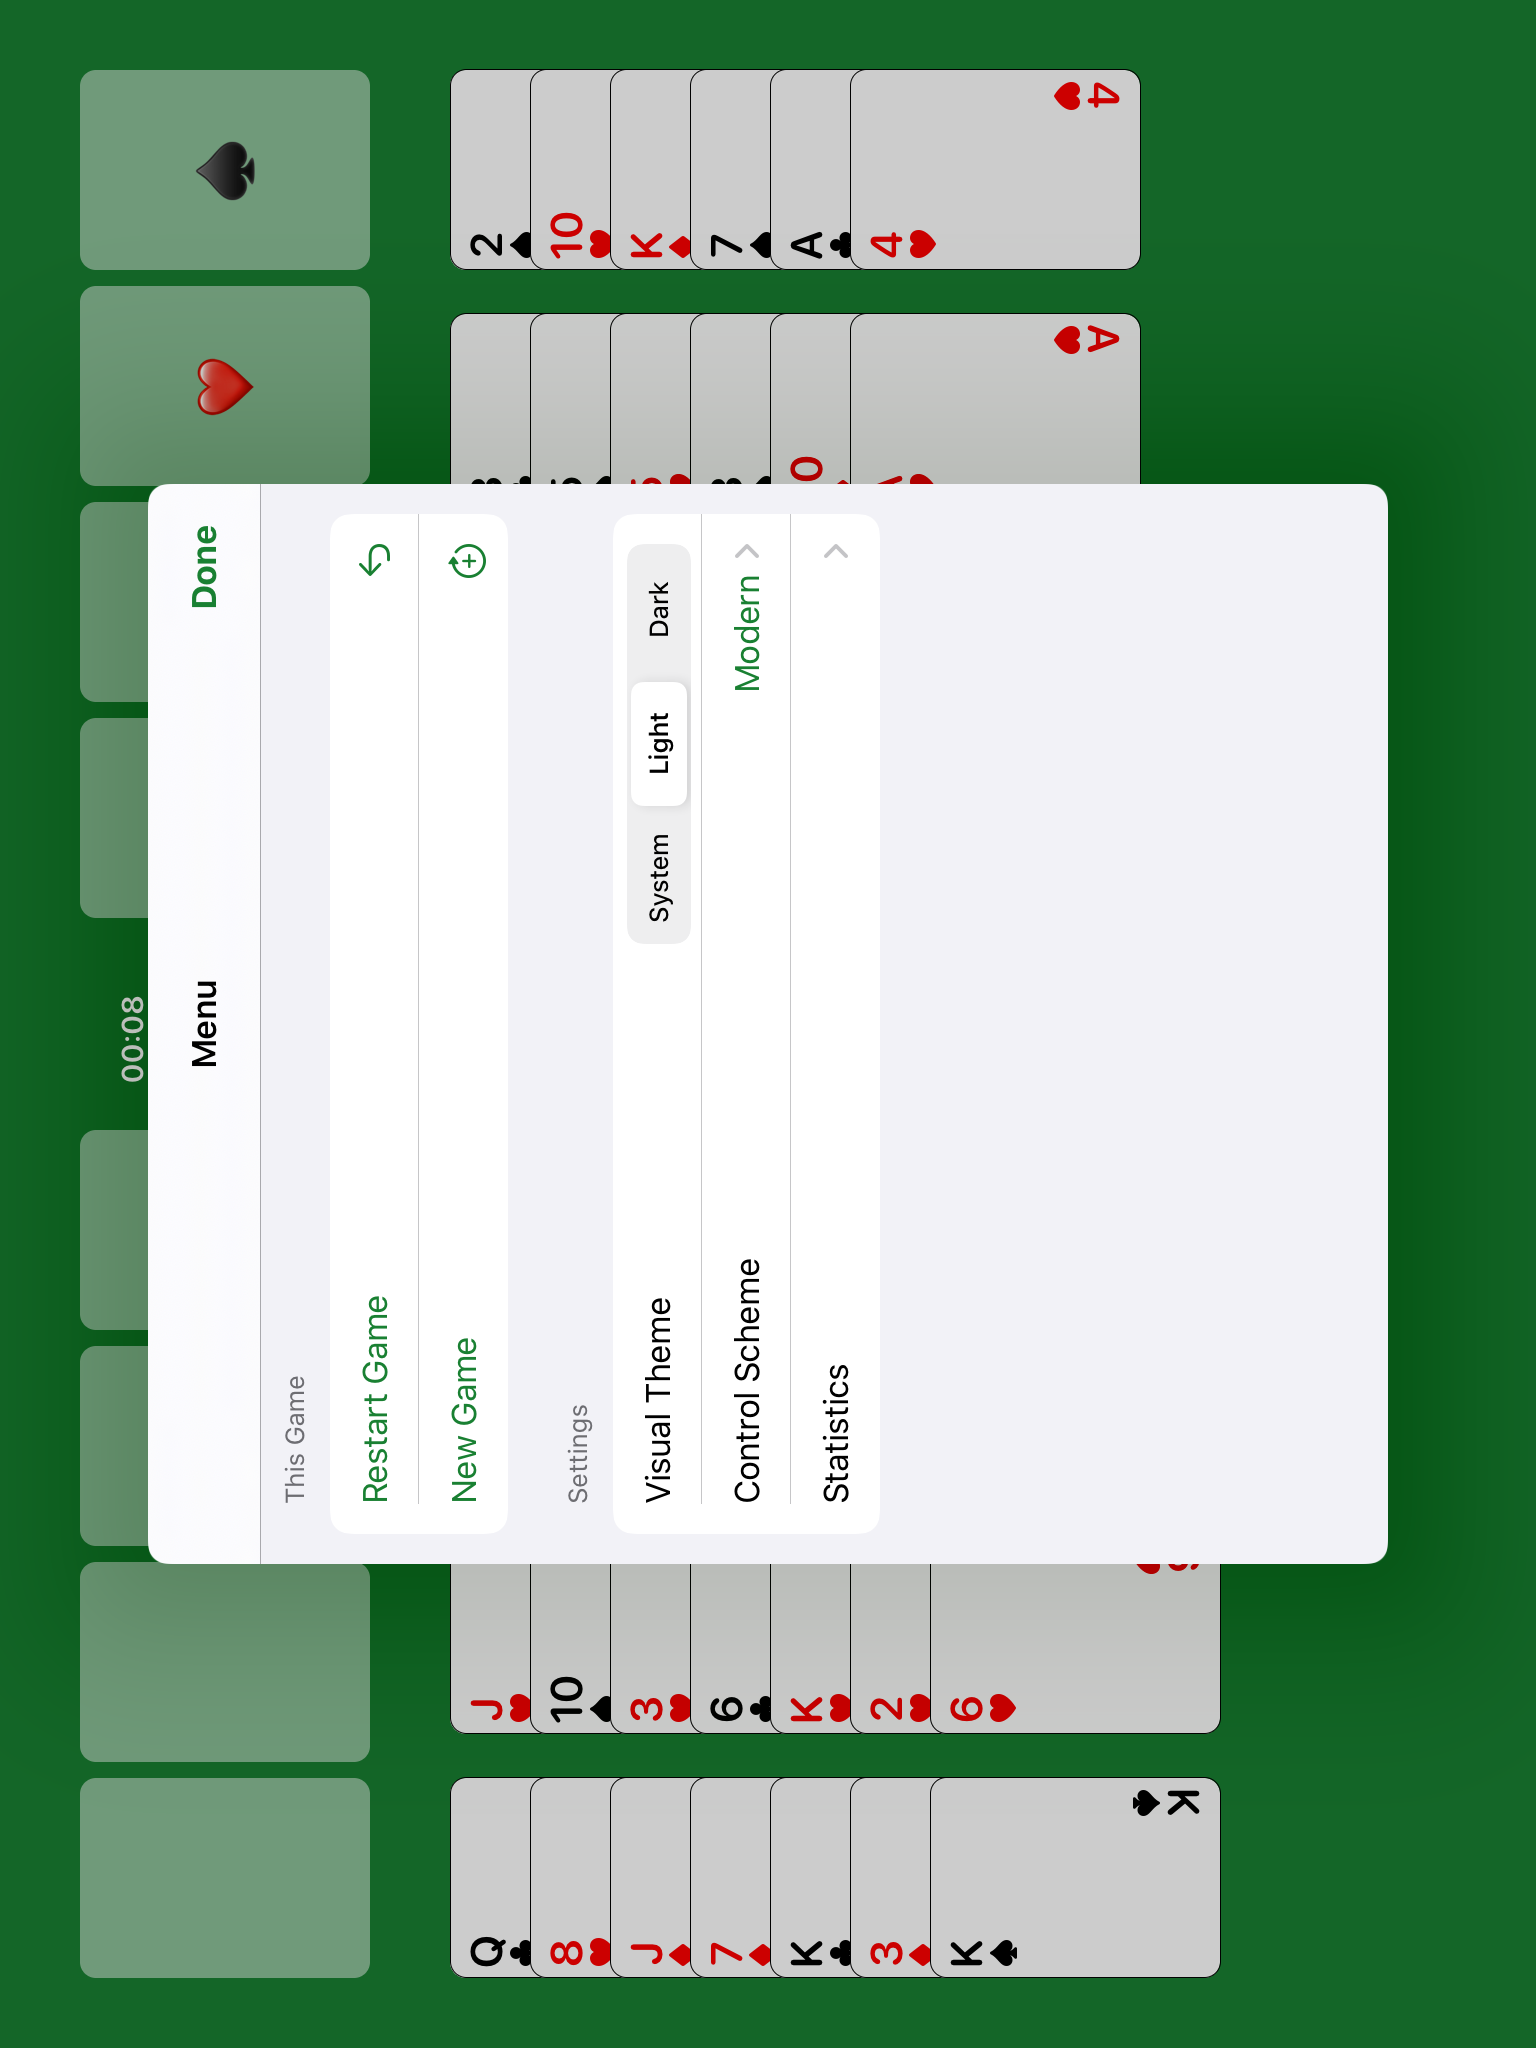 00:08
Menu
Done
This Game
Restart Game
New Game
Settings
Visual Theme
System
Light
Dark
Control Scheme
Modern
Statistics
Q
8
J
7
K
3
K
K
J
10
3
6
K
2
6
A
2
10
K
7
A
4
4